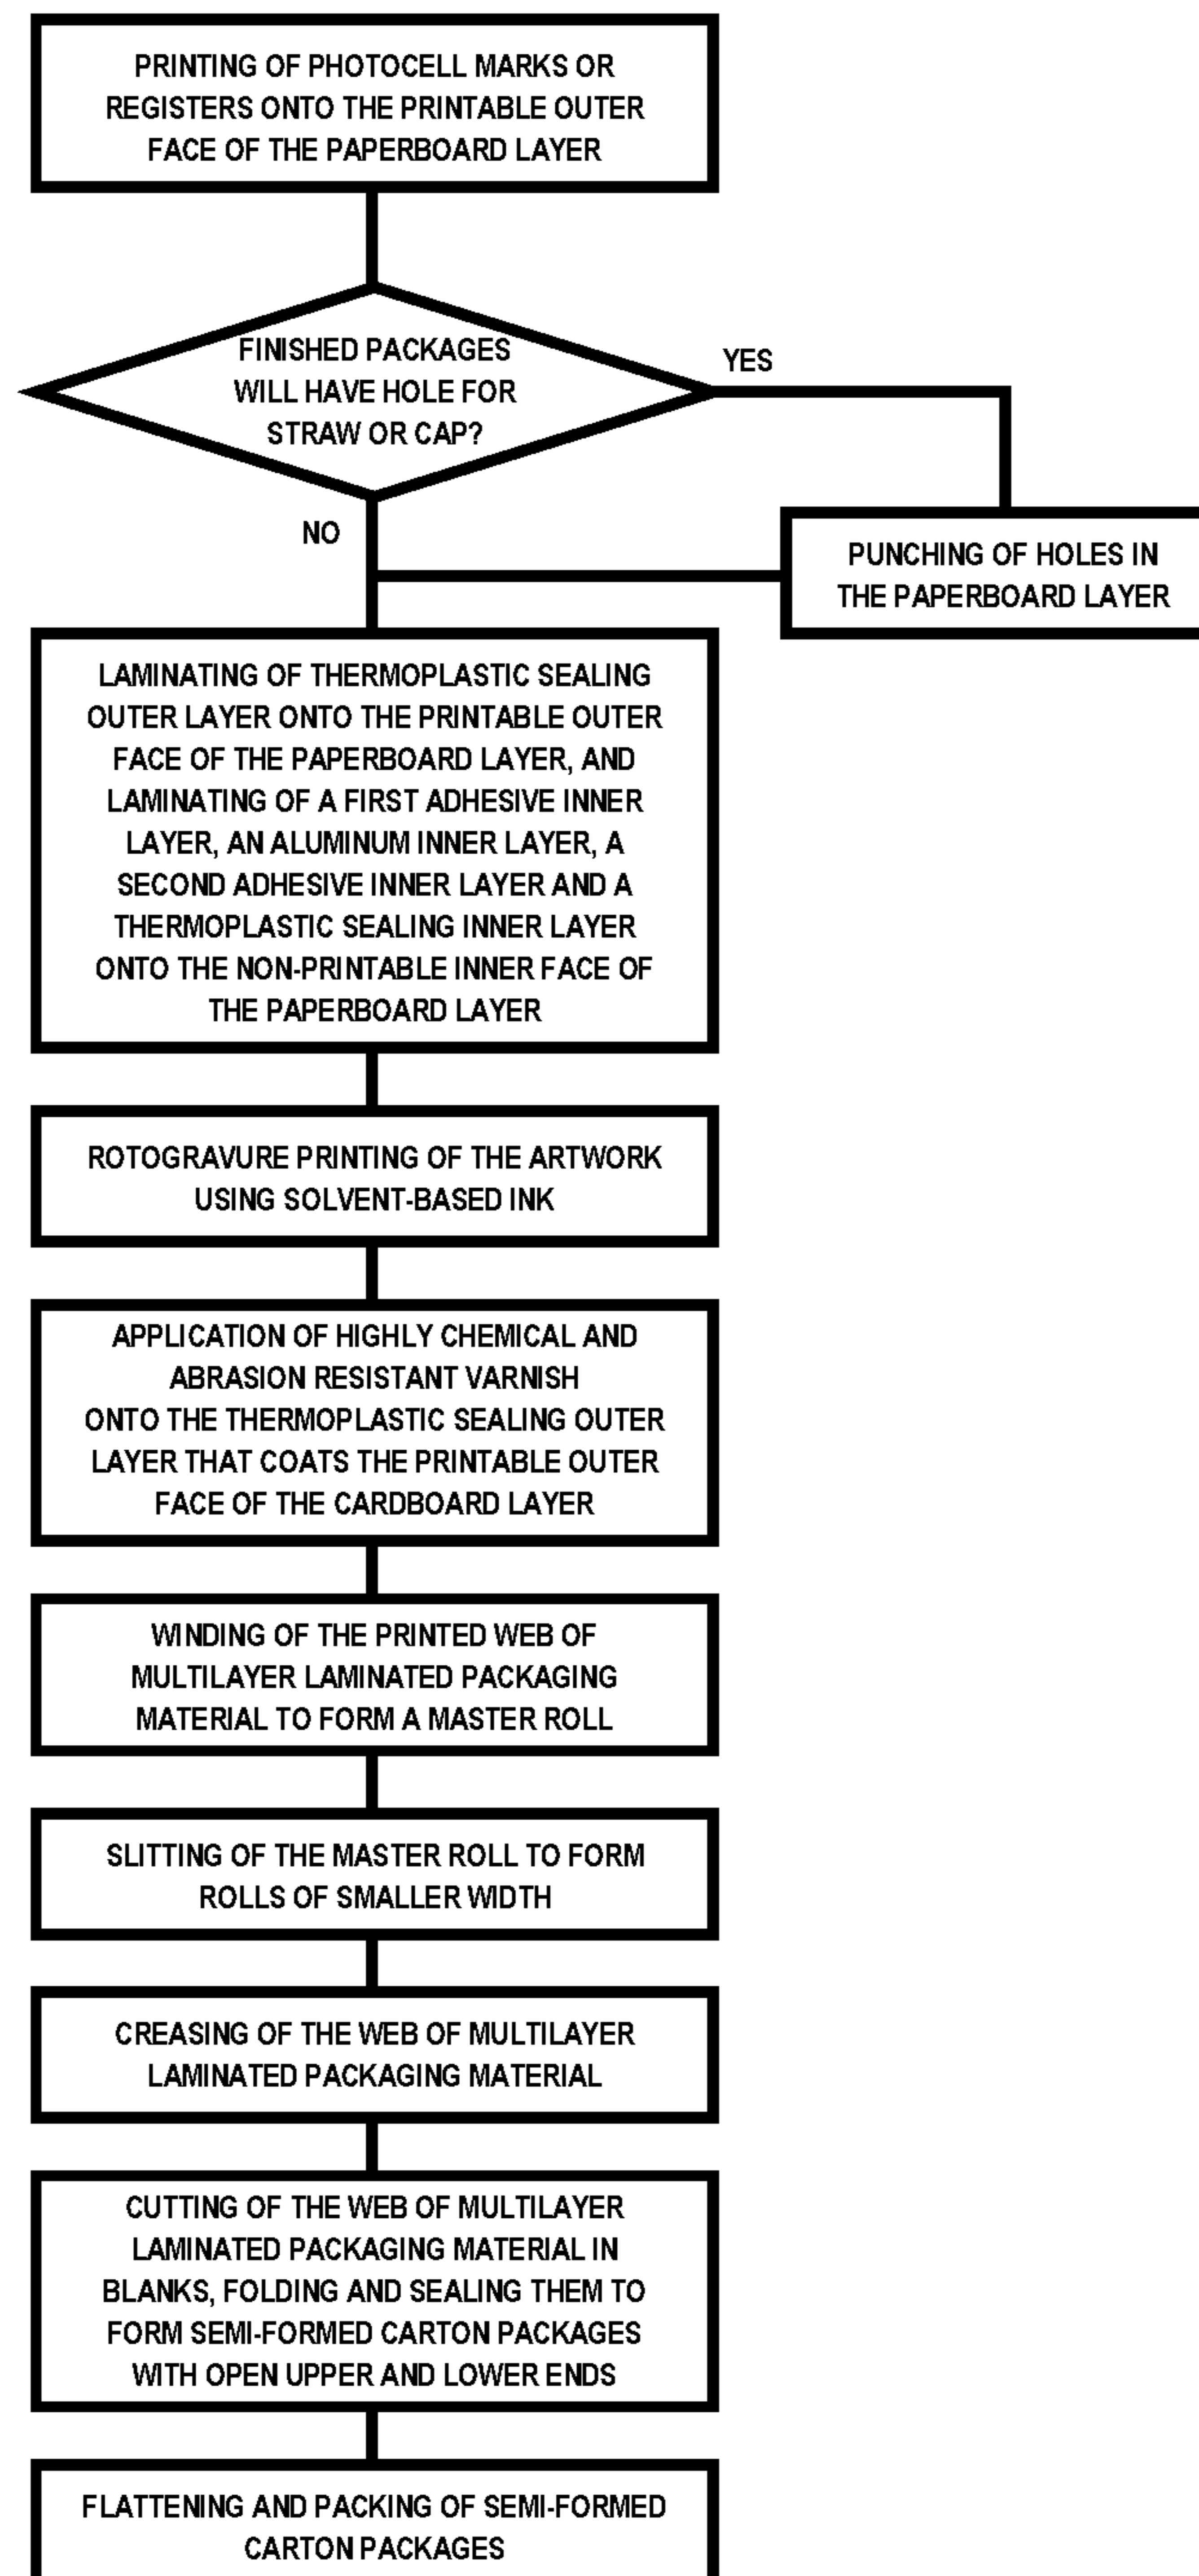 PRINTING OF PHOTOCELL MARKS OR
REGISTERS ONTO THE PRINTABLE OUTER
FACE OF THE PAPERBOARD LAYER
FINISHED PACKAGES
WILL HAVE HOLE FOR
STRAW OR CAP?
YES
NO
PUNCHING OF HOLES IN
THE PAPERBOARD LAYER
LAMINATING OF THERMOPLASTIC SEALING
OUTER LAYER ONTO THE PRINTABLE OUTER
FACE OF THE PAPERBOARD LAYER, AND
LAMINATING OF A FIRST ADHESIVE INNER
LAYER, AN ALUMINUM INNER LAYER, A
SECOND ADHESIVE INNER LAYER AND A
THERMOPLASTIC SEALING INNER LAYER
ONTO THE NON-PRINTABLE INNER FACE OF
THE PAPERBOARD LAYER
ROTOGRAVURE PRINTING OF THE ARTWORK
USING SOLVENT-BASED INK
APPLICATION OF HIGHLY CHEMICAL AND
ABRASION RESISTANT VARNISH
ONTO THE THERMOPLASTIC SEALING OUTER
LAYER THAT COATS THE PRINTABLE OUTER
FACE OF THE CARDBOARD LAYER
WINDING OF THE PRINTED WEB OF
MULTILAYER LAMINATED PACKAGING
MATERIAL TO FORM A MASTER ROLL
SLITTING OF THE MASTER ROLL TO FORM
ROLLS OF SMALLER WIDTH
CREASING OF THE WEB OF MULTILAYER
LAMINATED PACKAGING MATERIAL
CUTTING OF THE WEB OF MULTILAYER
LAMINATED PACKAGING MATERIAL IN
BLANKS, FOLDING AND SEALING THEM TO
FORM SEMI-FORMED CARTON PACKAGES
WITH OPEN UPPER AND LOWER ENDS
FLATTENING AND PACKING OF SEMI-FORMED
CARTON PACKAGES